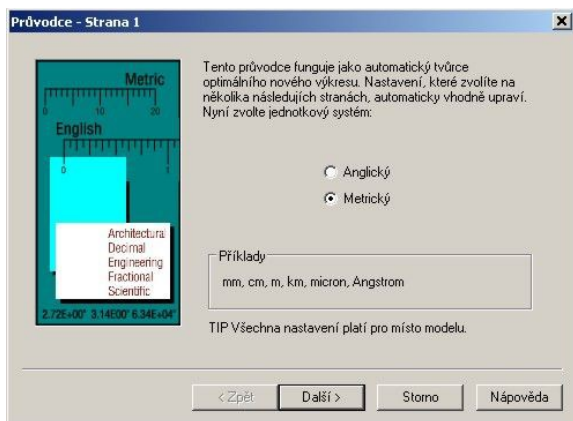 Průvodce - Strana 1
Metric
0 10 20
English
0 1
Architectural
Decimal
Engineering
Fractional
Scientific
2.72E+00' 3.14E00' 6.34E+04'
Tento průvodce funguje jako automatický tvůrce
optimálního nového výkresu. Nastavení, které zvolíte na
několika následujích stranách, automaticky vhodně upraví.
Nyní zvolte jednotkový systém:
Anglický
Metrický
Příklady
mm, cm, m, km, micron, Angstrom
TIP Všechna nastavení platí pro místo modelu.
< Zpět
Další >
Storno
Nápověda